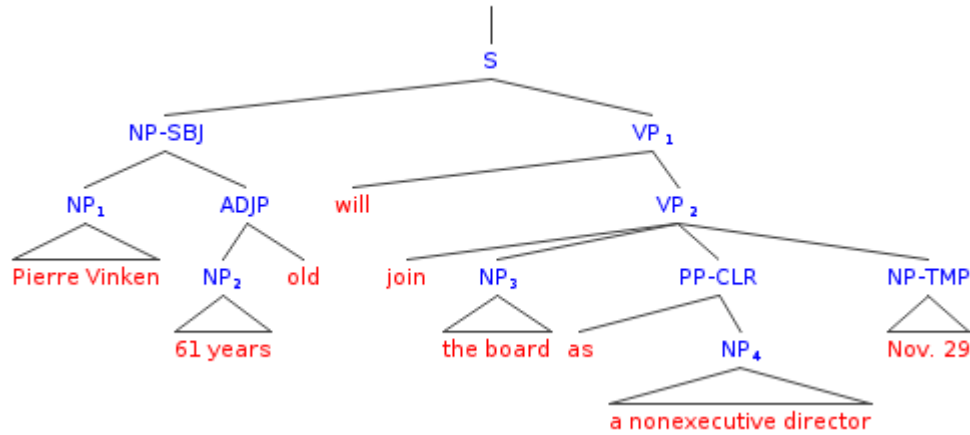 S
NP-SBJ VP₁
NP₁ ADJP will VP₂
Pierre Vinken NP₂ old join NP₃ PP-CLR NP-TMP
61 years the board as NP₄ Nov. 29
a nonexecutive director